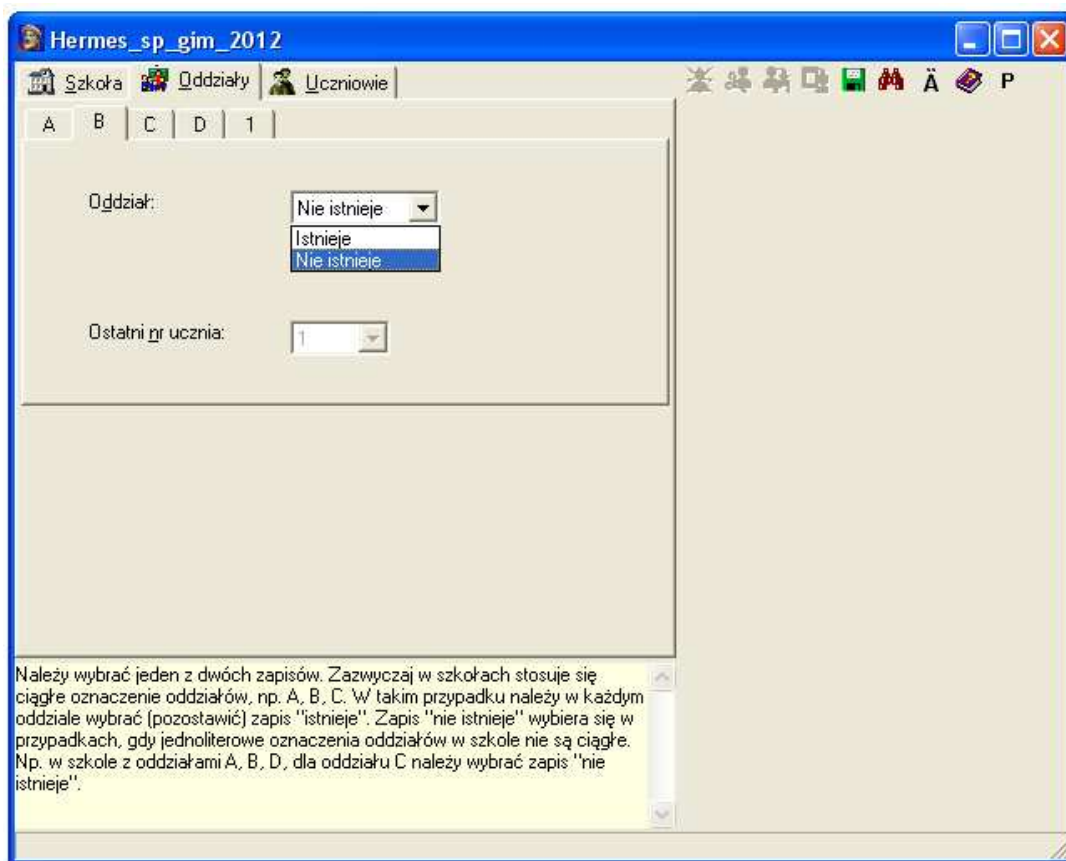 Hermes_sp_gim_2012
Szkoła Oddziały Uczniowie Ä P
A B C D 1
Oddział: Nie istnieje
Istnieje
Nie istnieje
Ostatni nr ucznia: 1
Należy wybrać jeden z dwóch zapisów. Zazwyczaj w szkołach stosuje się
ciągłe oznaczenie oddziałów, np. A, B, C. W takim przypadku należy w każdym
oddziale wybrać (pozostawić) zapis "istnieje". Zapis "nie istnieje" wybiera się w
przypadkach, gdy jednoliterowe oznaczenia oddziałów w szkole nie są ciągłe.
Np. w szkole z oddziałami A, B, D, dla oddziału C należy wybrać zapis "nie
istnieje".